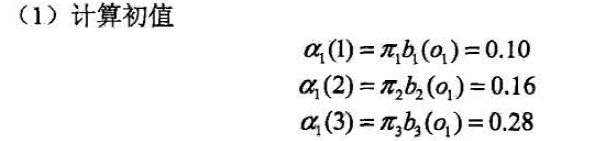 （1）计算初值
α₁(1) = π₁b₁(o₁) = 0.10
α₁(2) = π₂b₂(o₁) = 0.16
α₁(3) = π₃b₃(o₁) = 0.28